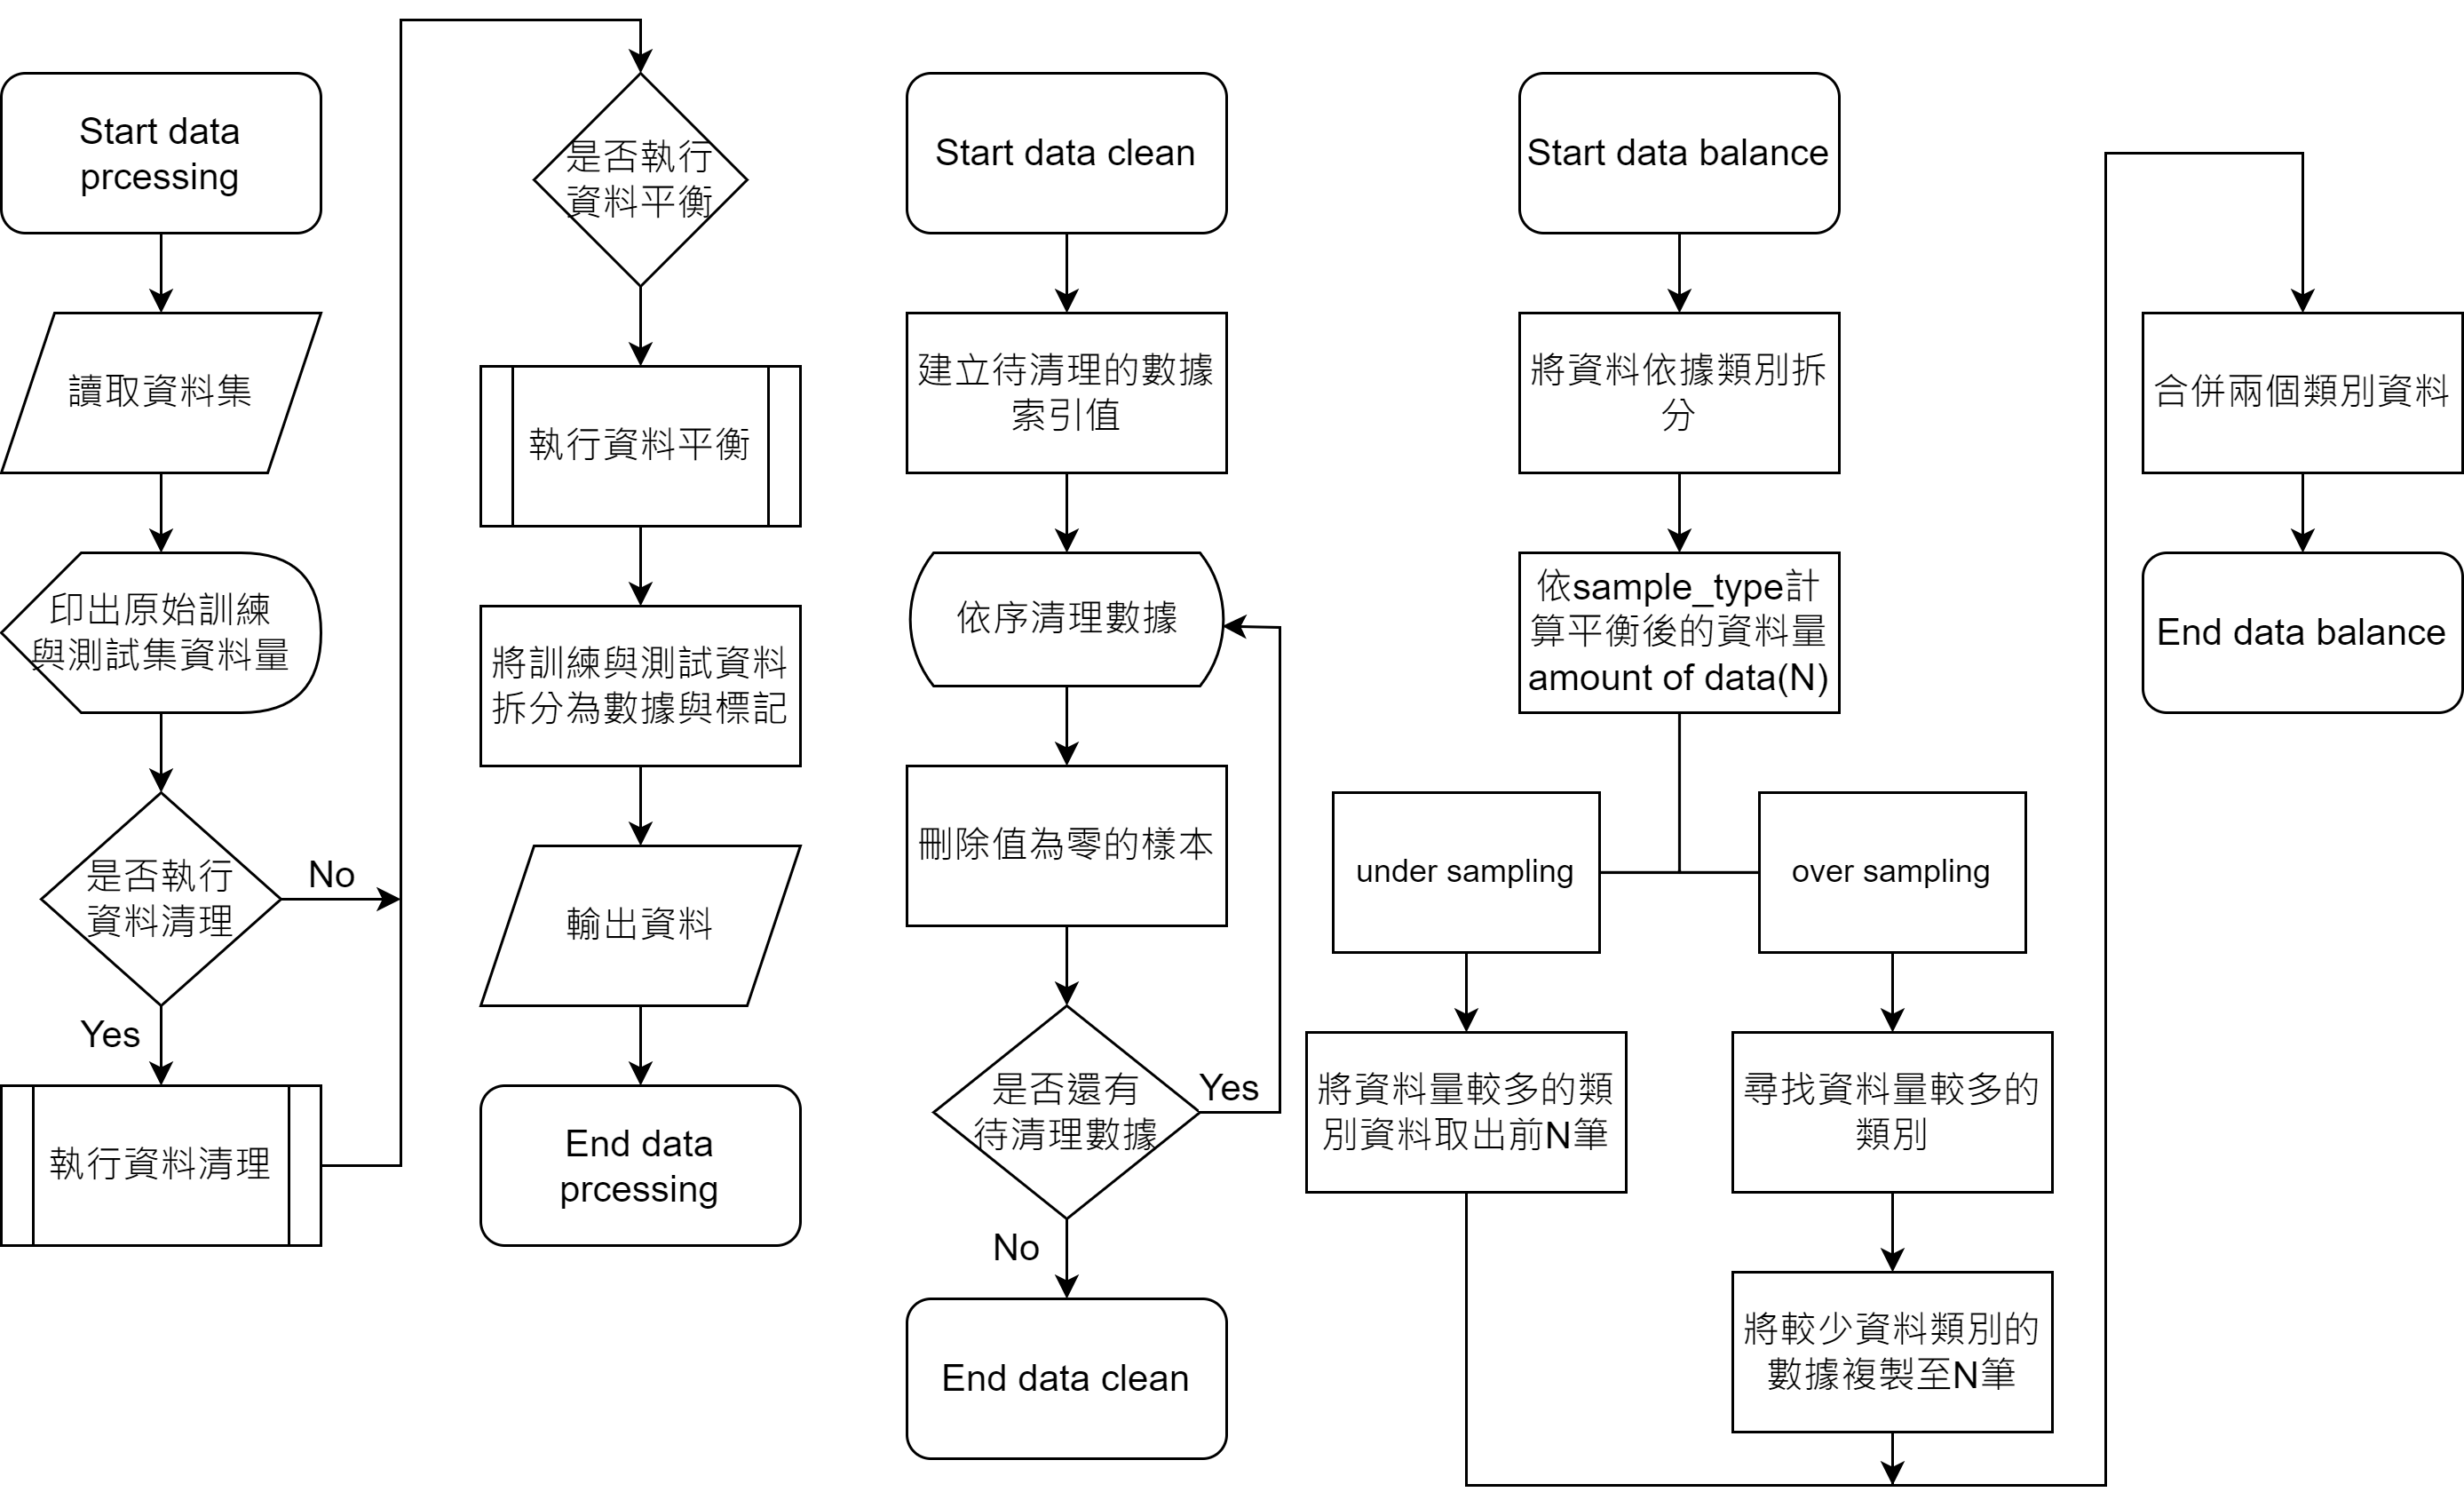 Start data
prcessing
讀取資料集
印出原始訓練
與測試集資料量
是否執行
資料清理
No
Yes
執行資料清理
是否執行
資料平衡
執行資料平衡
將訓練與測試資料
拆分為數據與標記
輸出資料
End data
prcessing
Start data clean
建立待清理的數據
索引值
依序清理數據
刪除值為零的樣本
是否還有
待清理數據
Yes
No
End data clean
Start data balance
將資料依據類別拆
分
依sample_type計
算平衡後的資料量
amount of data(N)
under sampling
over sampling
將資料量較多的類
別資料取出前N筆
尋找資料量較多的
類別
將較少資料類別的
數據複製至N筆
合併兩個類別資料
End data balance